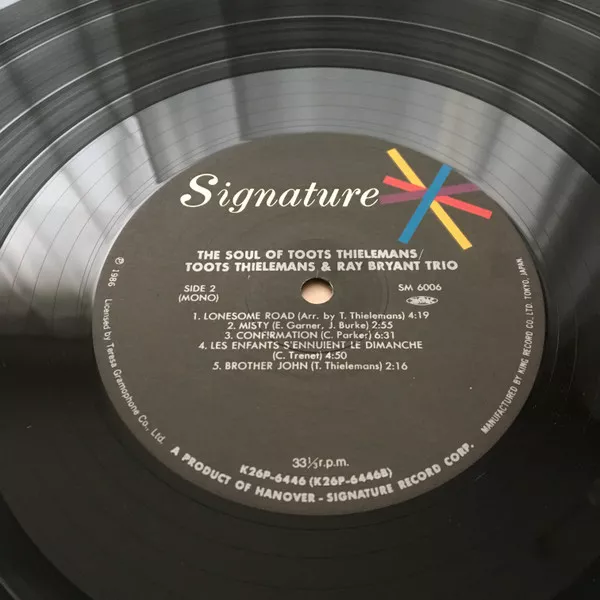 Signature
THE SOUL OF TOOTS THIELEMANS/
TOOTS THIELEMANS & RAY BRYANT TRIO
SIDE 2
(MONO)
SM 6006
1. LONESOME ROAD (Arr. by T. Thielemans) 4:19
2. MISTY (E. Garner, J. Burke) 2:55
3. CONFIRMATION (C. Parker) 6:31
4. LES ENFANTS S'ENNUIENT LE DIMANCHE
(C. Trenet) 4:50
5. BROTHER JOHN (T. Thielemans) 2:16
33⅓r.p.m.
K26P-6446 (K26P-6446B)
A PRODUCT OF HANOVER - SIGNATURE RECORD CORP.
℗ 1986 Licensed by Teresa Gramophone Co., Ltd.
MANUFACTURED BY KING RECORD CO., LTD. TOKYO, JAPAN.